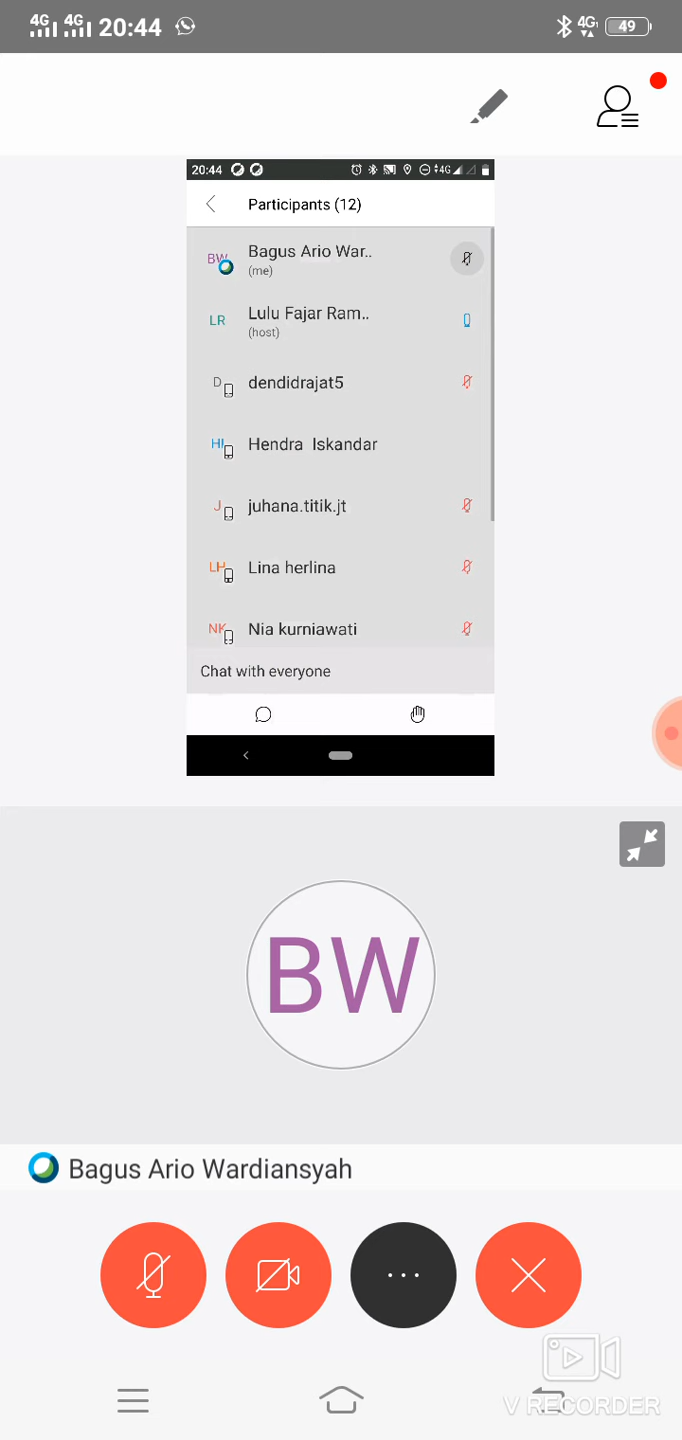 4G 4G 20:44 4G 49
20:44 4G
Participants (12)
BW Bagus Ario War..
(me)
LR Lulu Fajar Ram..
(host)
D dendidrajat5
HI Hendra Iskandar
J juhana.titik.jt
LH Lina herlina
NK Nia kurniawati
Chat with everyone
BW
Bagus Ario Wardiansyah
V RECORDER